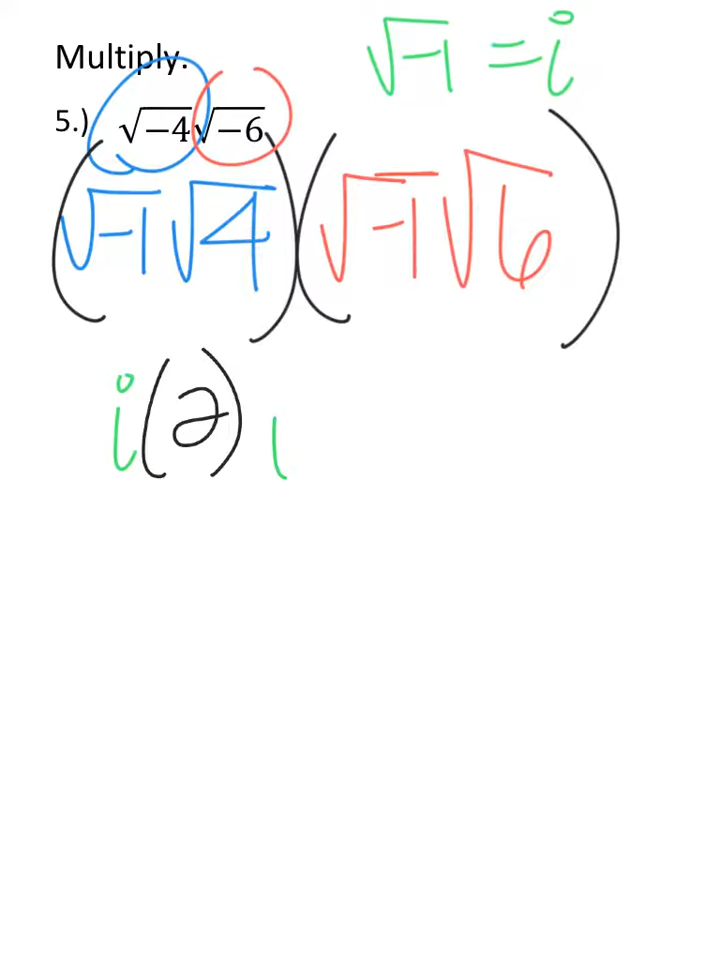 Multiply.
√-1 = i
5.) √−4√−6
(√-1 √4)(√-1 √6)
i(2) ı